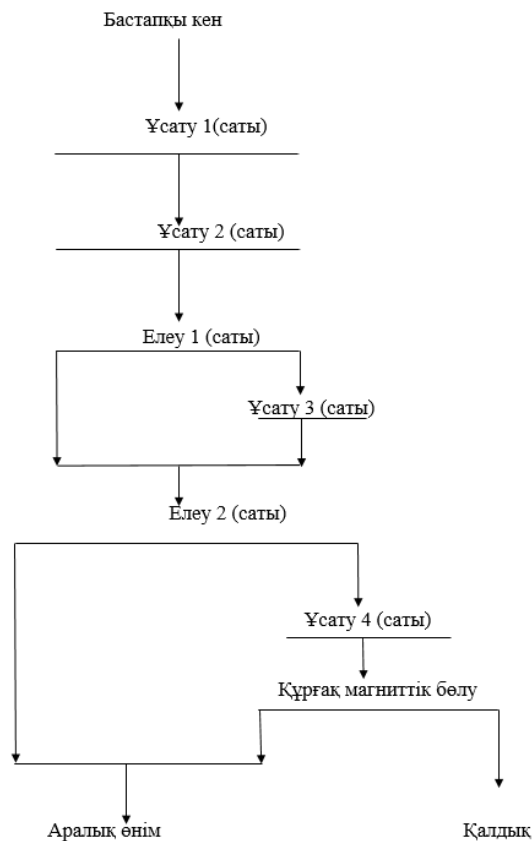 Бастапқы кен
Ұсату 1(саты)
Ұсату 2 (саты)
Елеу 1 (саты)
Ұсату 3 (саты)
Елеу 2 (саты)
Ұсату 4 (саты)
Құрғақ магниттік бөлу
Аралық өнім
Қалдық